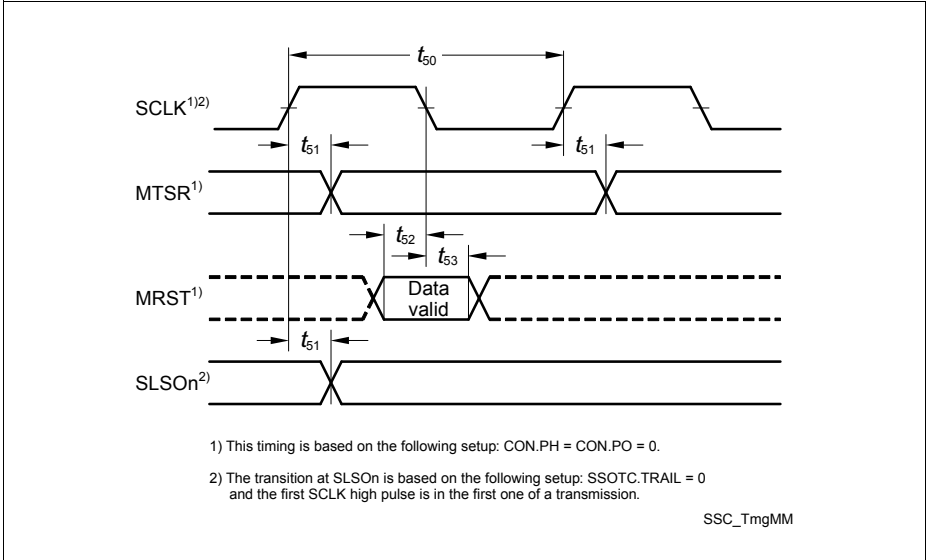 t50
SCLK1)2)
t51
t51
MTSR1)
t52
t53
MRST1)
Data
valid
t51
SLSOn2)
1) This timing is based on the following setup: CON.PH = CON.PO = 0.
2) The transition at SLSOn is based on the following setup: SSOTC.TRAIL = 0
and the first SCLK high pulse is in the first one of a transmission.
SSC_TmgMM